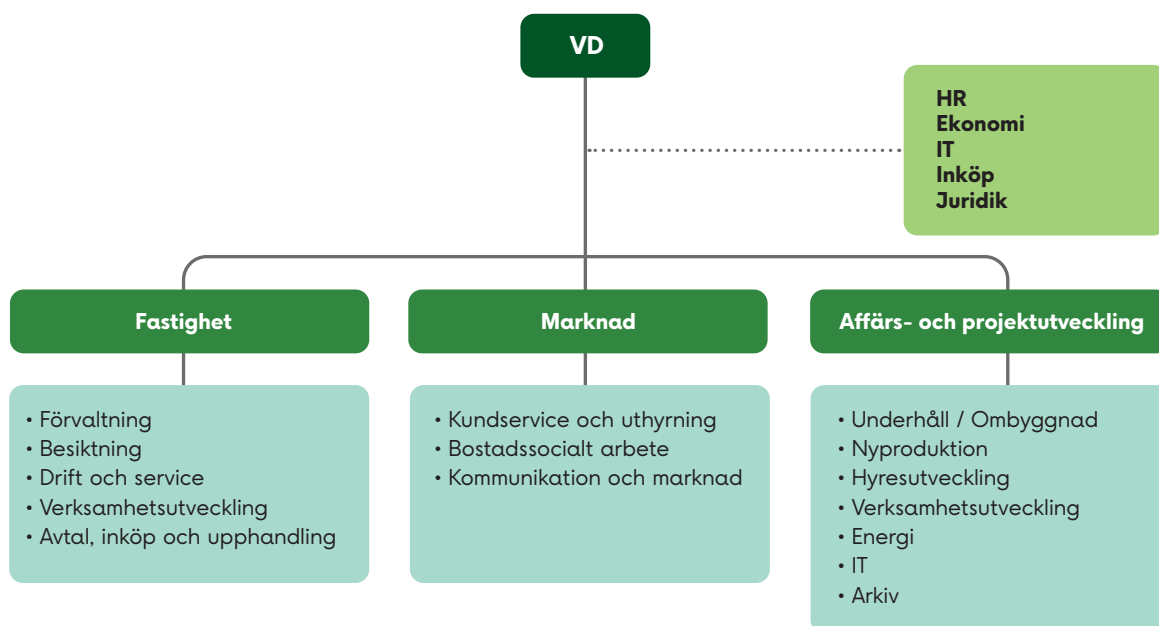 VD
HR
Ekonomi
IT
Inköp
Juridik
Fastighet
• Förvaltning
• Besiktning
• Drift och service
• Verksamhetsutveckling
• Avtal, inköp och upphandling
Marknad
• Kundservice och uthyrning
• Bostadssocialt arbete
• Kommunikation och marknad
Affärs- och projektutveckling
• Underhåll / Ombyggnad
• Nyproduktion
• Hyresutveckling
• Verksamhetsutveckling
• Energi
• IT
• Arkiv